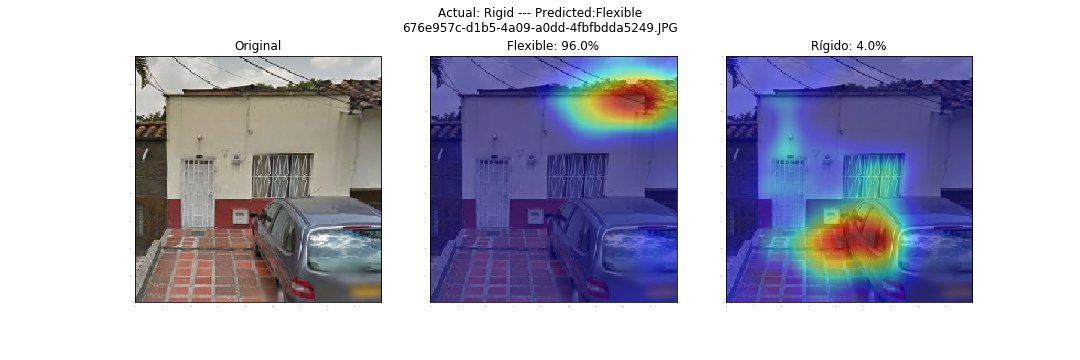 Actual: Rigid --- Predicted:Flexible
676e957c-d1b5-4a09-a0dd-4fbfbdda5249.JPG
Original
Flexible: 96.0%
Rígido: 4.0%